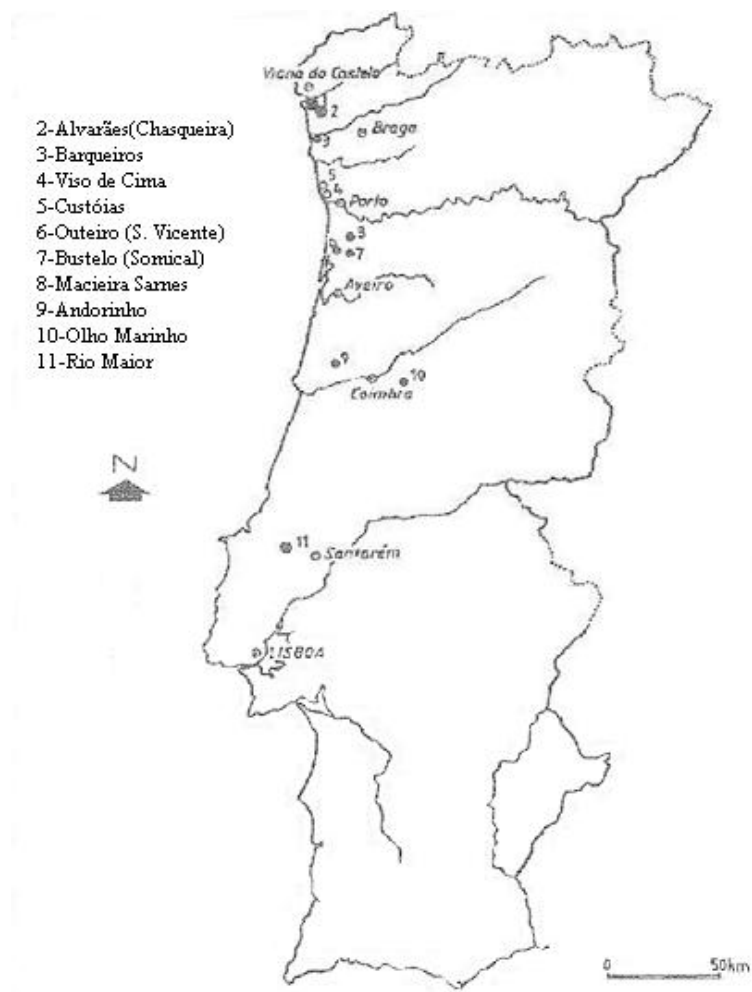 Viana do Castelo
1
2
2-Alvarães(Chasqueira)
Braga
3
3-Barqueiros
4-Viso de Cima
5
4
Porto
5-Custóias
6-Outeiro (S. Vicente)
3
7-Bustelo (Somical)
7
8-Macieira Sarnes
Aveiro
9-Andorinho
10-Olho Marinho
11-Rio Maior
9
10
Coimbra
N
11
Santarém
LISBOA
0
50km